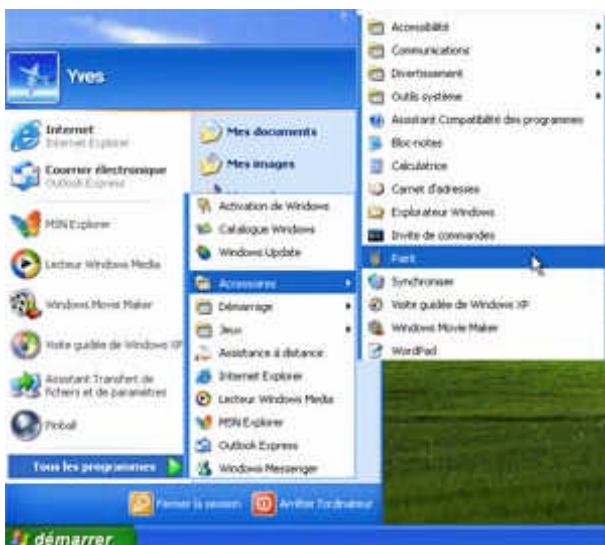 Yves
Internet
Internet Explorer
Courrier électronique
Outlook Express
MSN Explorer
Lecteur Windows Media
Windows Movie Maker
Visite guidée de Windows XP
Assistant Transfert de
fichiers et de paramètres
Pinball
Tous les programmes
Mes documents
Mes images
Activation de Windows
Catalogue Windows
Windows Update
Accessoires
Démarrage
Jeux
Assistance à distance
Internet Explorer
Lecteur Windows Media
MSN Explorer
Outlook Express
Windows Messenger
Accessibilité
Communications
Divertissement
Outils système
Assistant Compatibilité des programmes
Bloc-notes
Calculatrice
Carnet d'adresses
Explorateur Windows
Invite de commandes
Paint
Synchroniser
Visite guidée de Windows XP
Windows Movie Maker
WordPad
Fermer la session
Arrêter l'ordinateur
démarrer